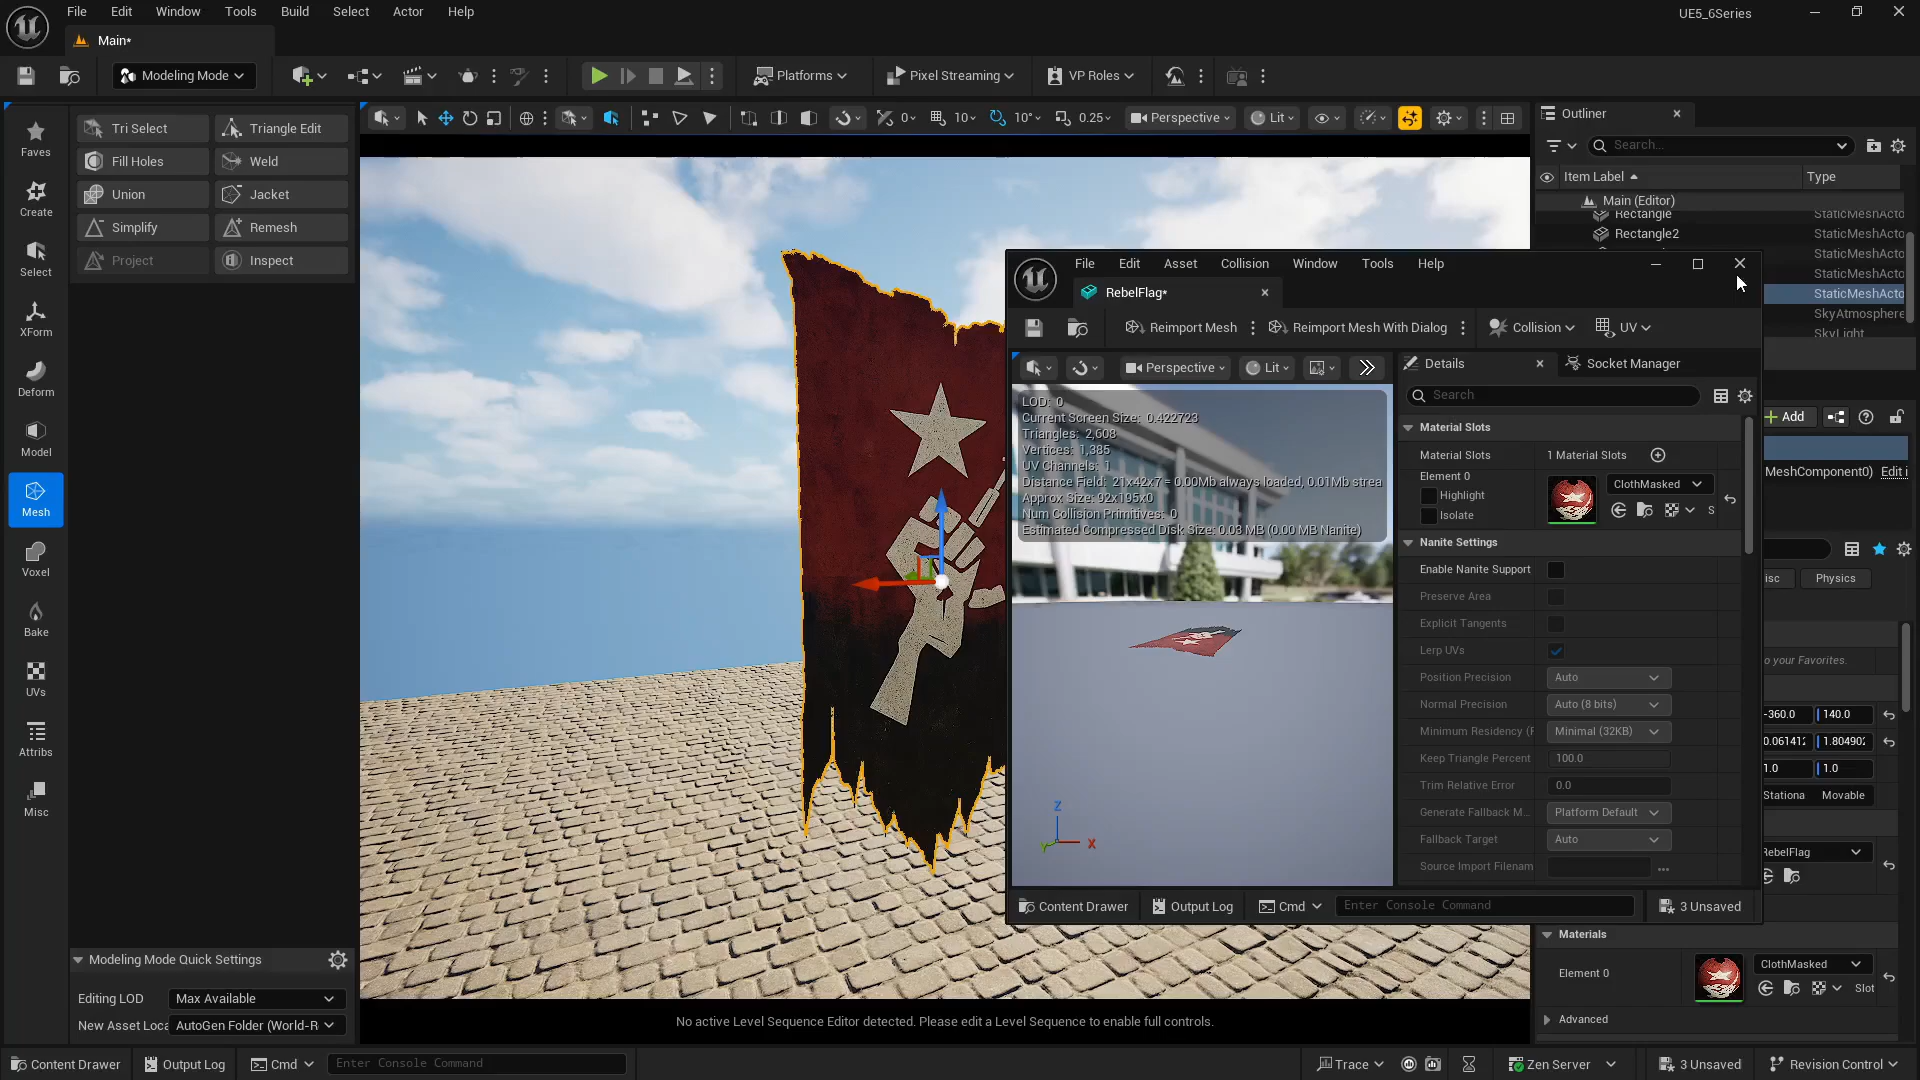 File Edit Window Tools Build Select Actor Help
UE5_6Series
Main*
Modeling Mode
Platforms
Pixel Streaming
VP Roles
Faves
Create
Select
XForm
Deform
Model
Mesh
Voxel
Bake
UVs
Attribs
Misc
Tri Select
Triangle Edit
Fill Holes
Weld
Union
Jacket
Simplify
Remesh
Project
Inspect
Modeling Mode Quick Settings
Editing LOD
Max Available
New Asset Loca
AutoGen Folder (World-R
0
10
10°
0.25
Perspective
Lit
No active Level Sequence Editor detected. Please edit a Level Sequence to enable full controls.
Outliner
Search...
Item Label
Type
Main (Editor)
Rectangle
StaticMeshActo
Rectangle2
StaticMeshActo
StaticMeshActo
StaticMeshActo
StaticMeshActo
SkyAtmosphere
SkyLight
File Edit Asset Collision Window Tools Help
RebelFlag*
Reimport Mesh
Reimport Mesh With Dialog
Collision
UV
Perspective
Lit
LOD: 0
Current Screen Size: 0.422723
Triangles: 2,608
Vertices: 1,385
UV Channels: 1
Distance Field: 21x42x7 = 0.00Mb always loaded, 0.01Mb strea
Approx Size: 92x195x0
Num Collision Primitives: 0
Estimated Compressed Disk Size: 0.03 MB (0.00 MB Nanite)
Z
X
Y
Details
Socket Manager
Search
Material Slots
Material Slots
1 Material Slots
Element 0
Highlight
Isolate
ClothMasked
S
Nanite Settings
Enable Nanite Support
Preserve Area
Explicit Tangents
Lerp UVs
Position Precision
Auto
Normal Precision
Auto (8 bits)
Minimum Residency (F
Minimal (32KB)
Keep Triangle Percent
100.0
Trim Relative Error
0.0
Generate Fallback M...
Platform Default
Fallback Target
Auto
Source Import Filenam
...
Content Drawer
Output Log
Cmd
Enter Console Command
3 Unsaved
Add
MeshComponent0)
Edit i
isc
Physics
o your Favorites.
-360.0
140.0
0.061412
1.804902
1.0
1.0
Stationa
Movable
RebelFlag
Materials
Element 0
ClothMasked
Slot
Advanced
Content Drawer
Output Log
Cmd
Enter Console Command
Trace
Zen Server
3 Unsaved
Revision Control